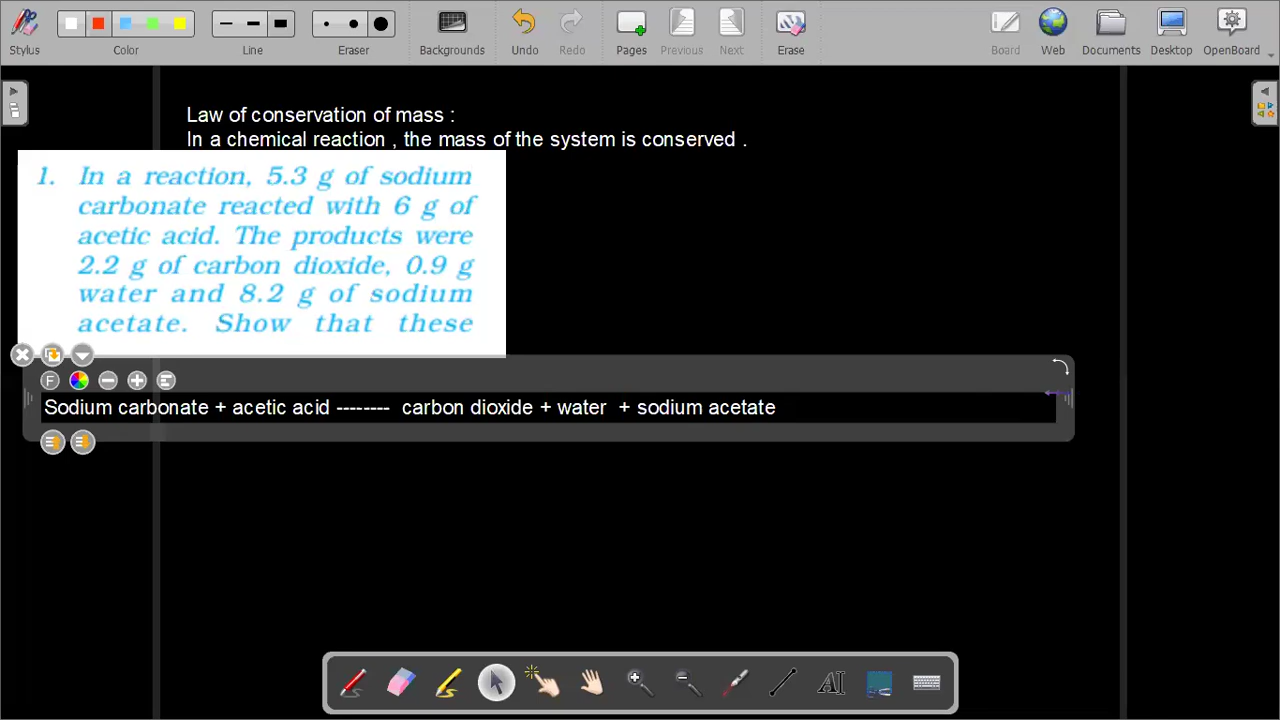 Stylus
Color
Line
Eraser
Backgrounds
Undo
Redo
Pages
Previous
Next
Erase
Board
Web
Documents
Desktop
OpenBoard
Law of conservation of mass :
In a chemical reaction , the mass of the system is conserved .
1. In a reaction, 5.3 g of sodium
carbonate reacted with 6 g of
acetic acid. The products were
2.2 g of carbon dioxide, 0.9 g
water and 8.2 g of sodium
acetate. Show that these
F
Sodium carbonate + acetic acid -------- carbon dioxide + water + sodium acetate
AI